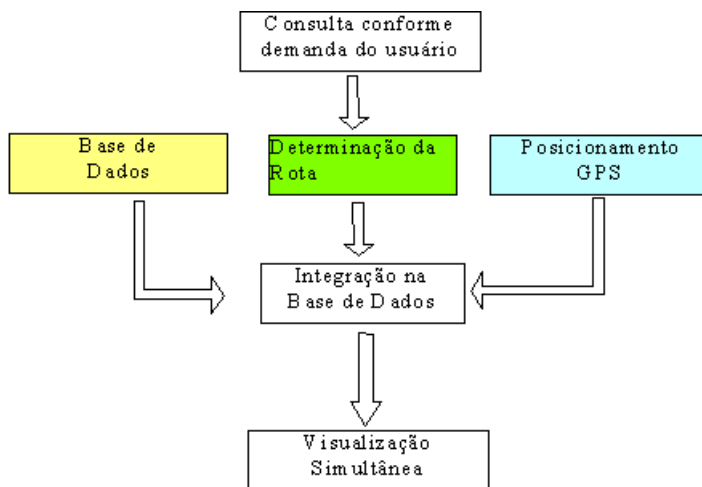 Consulta conforme
demanda do usuário
Base de
Dados
Determinação da
Rota
Posicionamento
GPS
Integração na
Base de Dados
Visualização
Simultânea